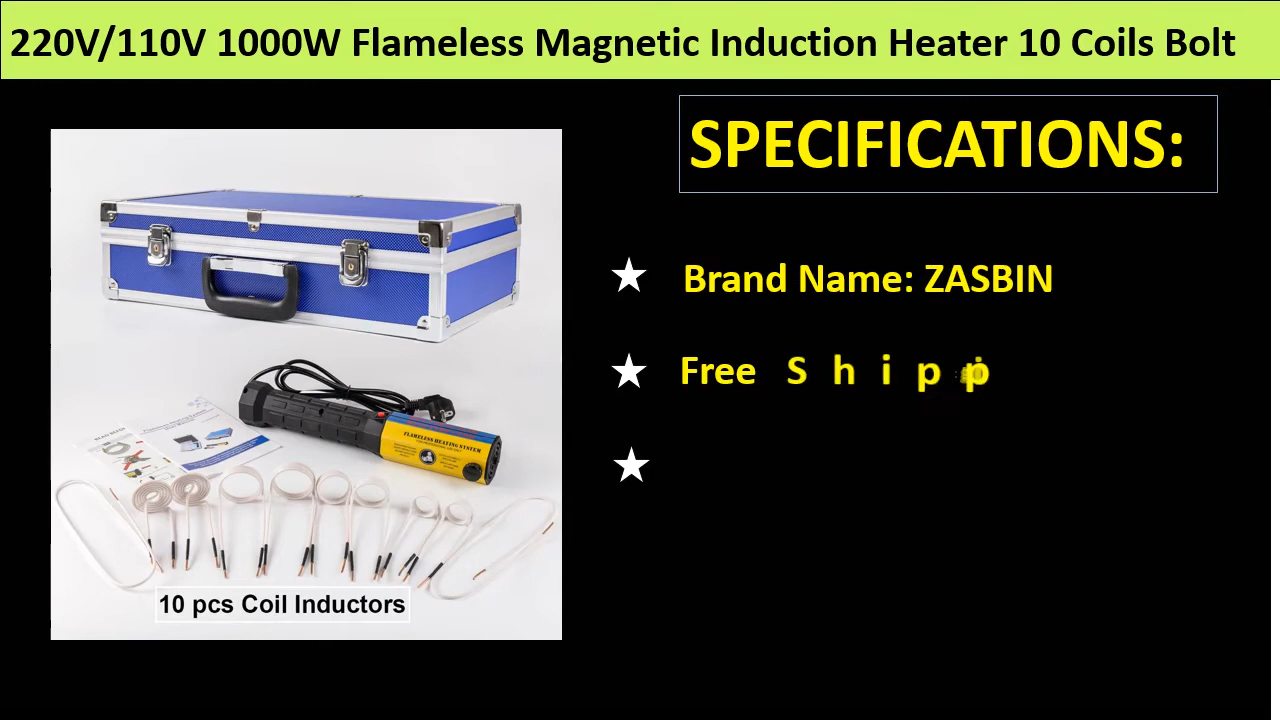 220V/110V 1000W Flameless Magnetic Induction Heater 10 Coils Bolt
SPECIFICATIONS:
Brand Name: ZASBIN
Free S h i p p
FLAMELESS HEATING SYSTEM
10 pcs Coil Inductors